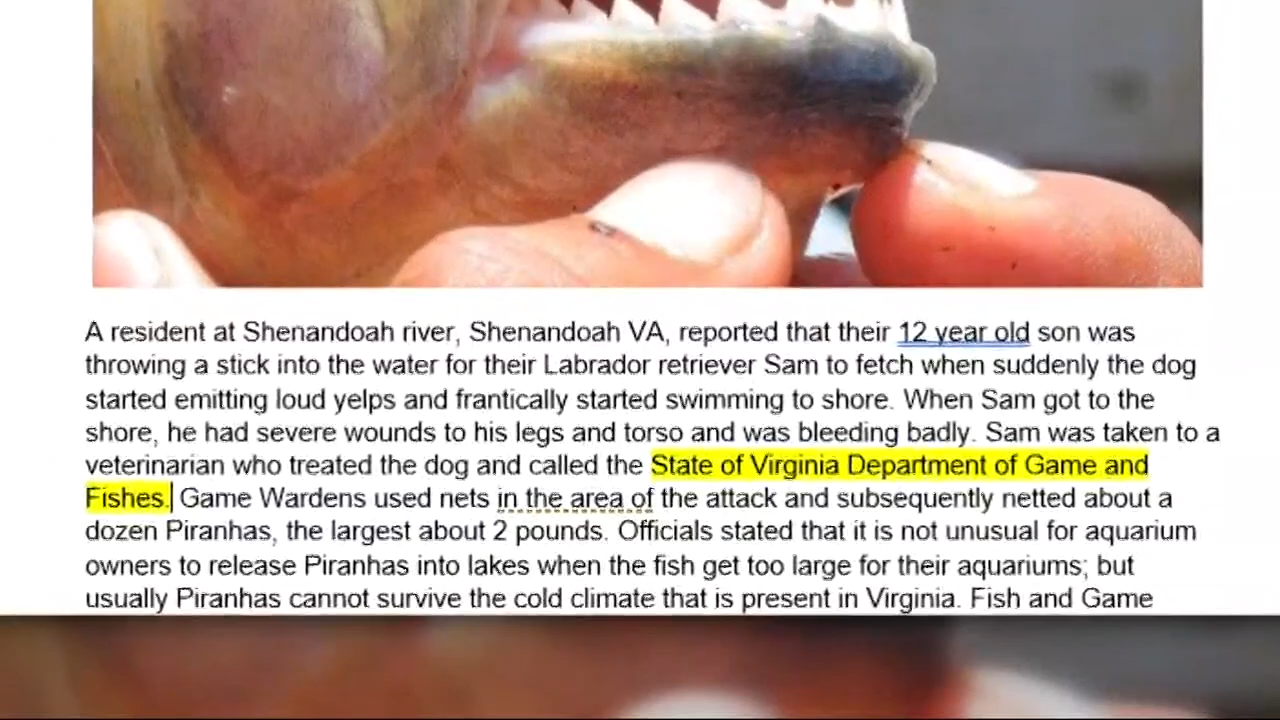 A resident at Shenandoah river, Shenandoah VA, reported that their 12 year old son was
throwing a stick into the water for their Labrador retriever Sam to fetch when suddenly the dog
started emitting loud yelps and frantically started swimming to shore. When Sam got to the
shore, he had severe wounds to his legs and torso and was bleeding badly. Sam was taken to a
veterinarian who treated the dog and called the State of Virginia Department of Game and
Fishes. Game Wardens used nets in the area of the attack and subsequently netted about a
dozen Piranhas, the largest about 2 pounds. Officials stated that it is not unusual for aquarium
owners to release Piranhas into lakes when the fish get too large for their aquariums; but
usually Piranhas cannot survive the cold climate that is present in Virginia. Fish and Game